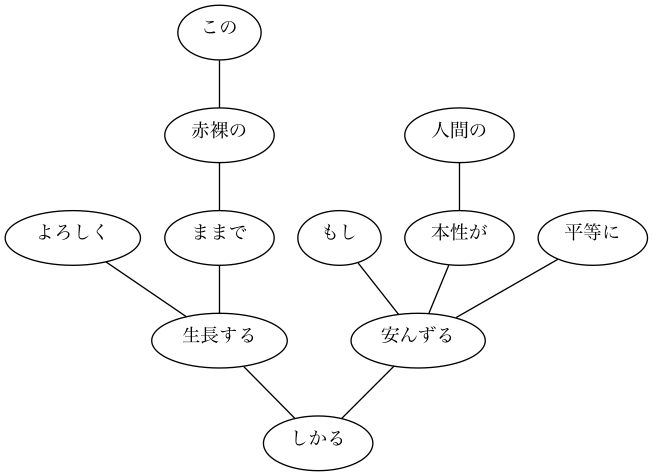 この
赤裸の
人間の
よろしく
ままで
もし
本性が
平等に
生長する
安んずる
しかる